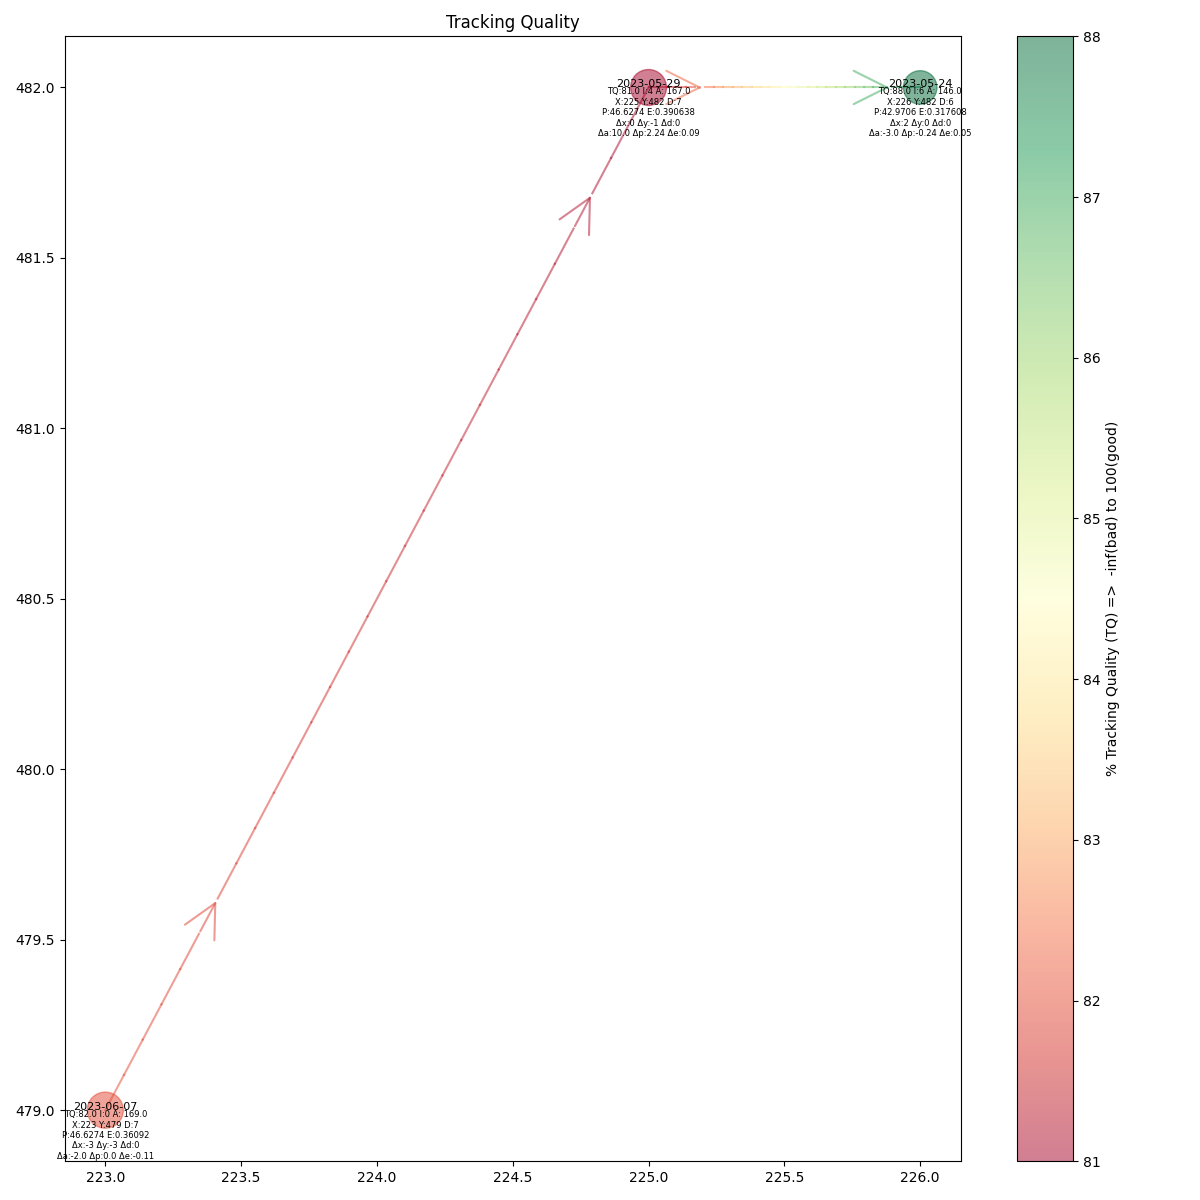 Tracking Quality
482.0
481.5
481.0
480.5
480.0
479.5
479.0
2023-05-29
TQ:81.0 I:4 A: 167.0
X:225 Y:482 D:7
P:46.6274 E:0.390638
Δx:0 Δy:-1 Δd:0
Δa:10.0 Δp:2.24 Δe:0.09
2023-05-24
TQ:88.0 I:6 A: 146.0
X:226 Y:482 D:6
P:42.9706 E:0.317608
Δx:2 Δy:0 Δd:0
Δa:-3.0 Δp:-0.24 Δe:0.05
2023-06-07
TQ:82.0 I:0 A: 169.0
X:223 Y:479 D:7
P:46.6274 E:0.36092
Δx:-3 Δy:-3 Δd:0
Δa:-2.0 Δp:0.0 Δe:-0.11
223.0 223.5 224.0 224.5 225.0 225.5 226.0
88
87
86
85
84
83
82
81
% Tracking Quality (TQ) => -inf(bad) to 100(good)